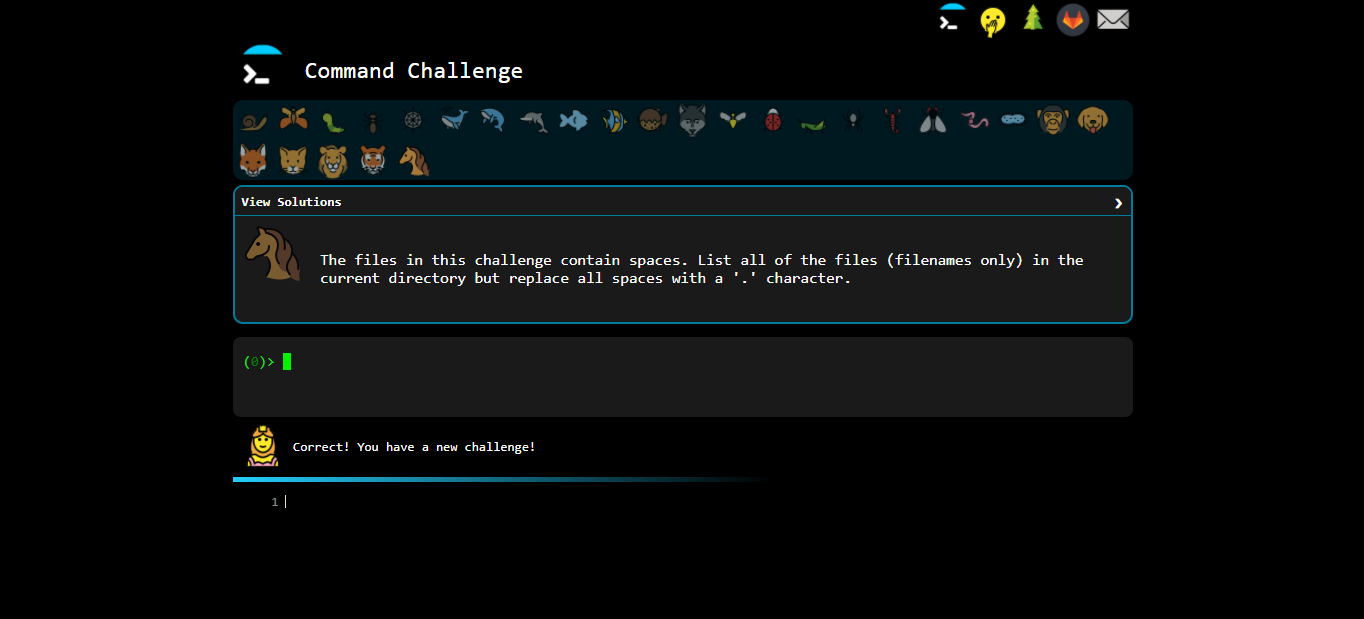 Command Challenge
View Solutions
The files in this challenge contain spaces. List all of the files (filenames only) in the
current directory but replace all spaces with a '.' character.
(0)>
Correct! You have a new challenge!
1